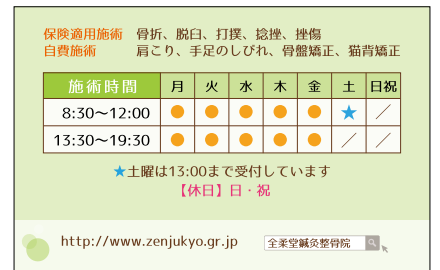 保険適用施術 骨折、脱臼、打撲、捻挫、挫傷
自費施術 肩こり、手足のしびれ、骨盤矯正、猫背矯正
施術時間 月 火 水 木 金 土 日祝
8:30〜12:00 ● ● ● ● ● ★ ／
13:30〜19:30 ● ● ● ● ● ／ ／
★土曜は13:00まで受付しています
【休日】日・祝
http://www.zenjukyo.gr.jp 全柔堂鍼灸整骨院